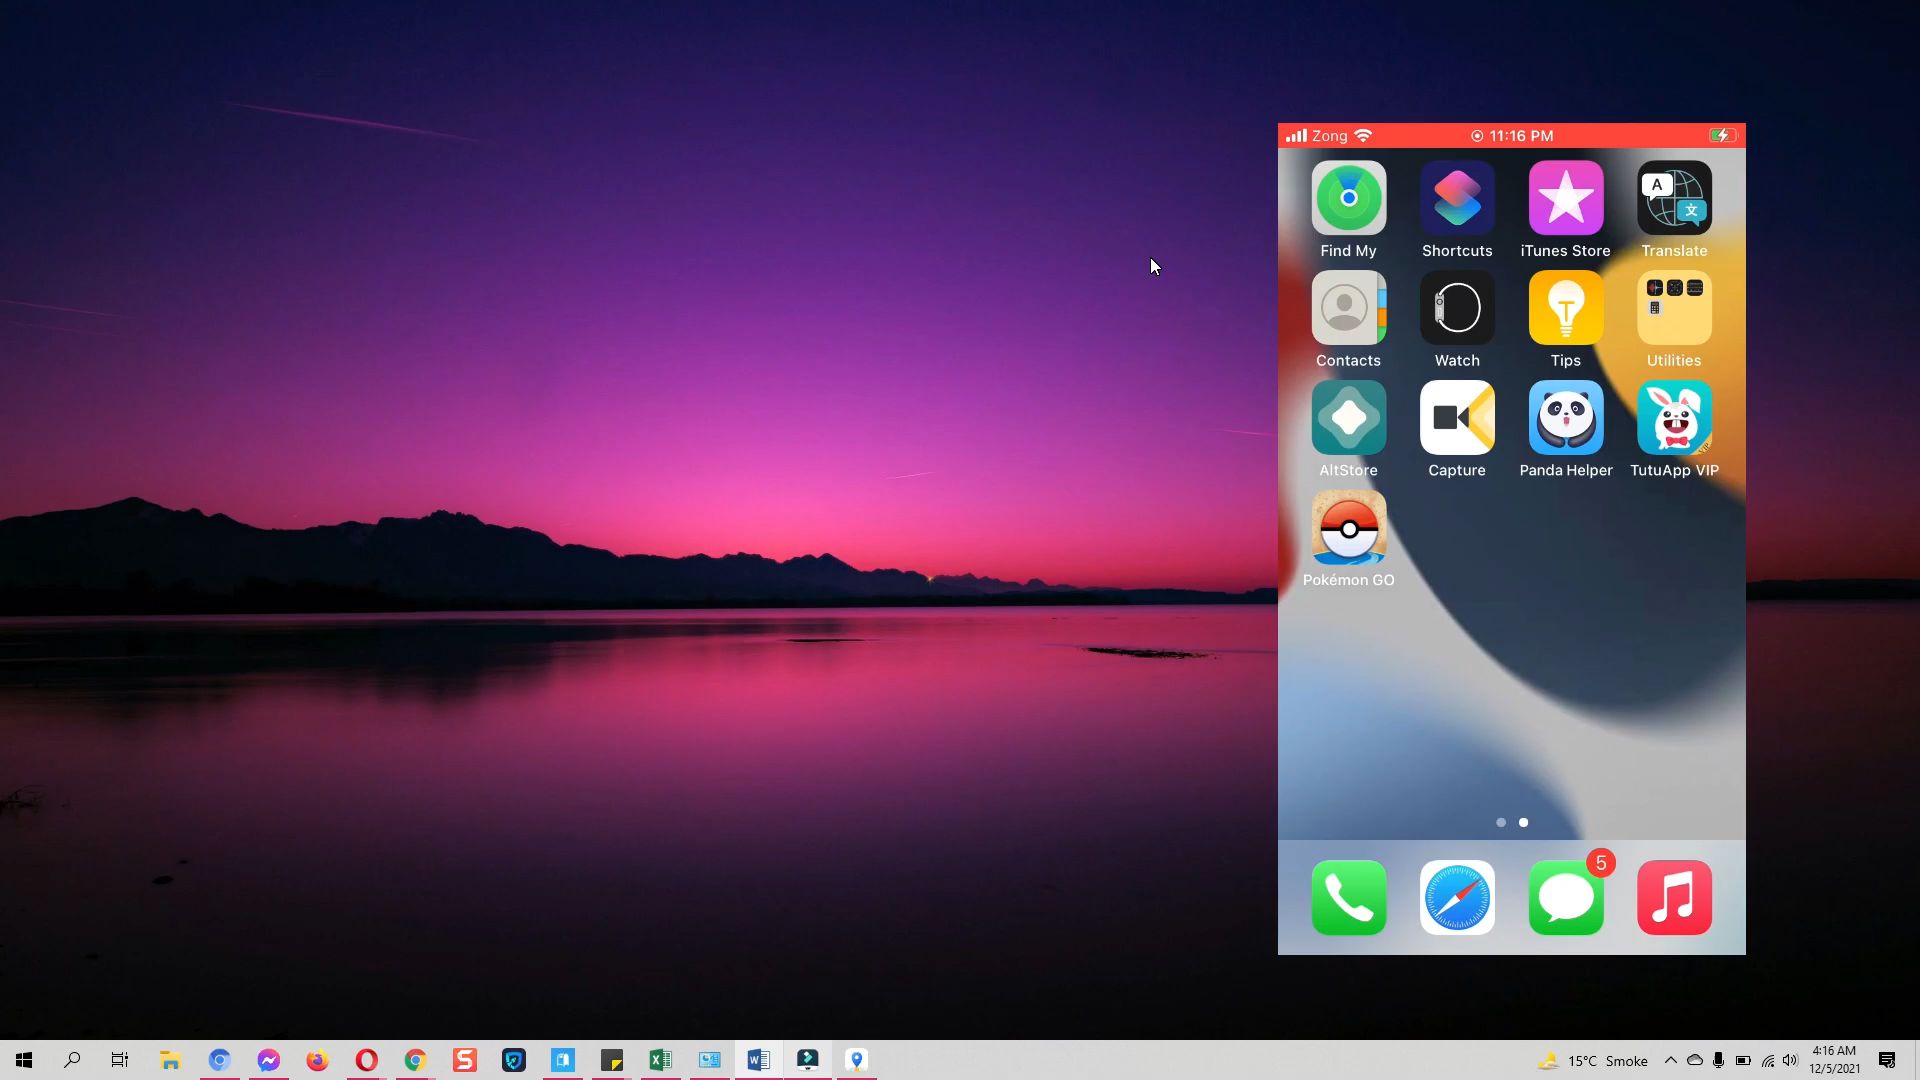 Zong 11:16 PM
Find My Shortcuts iTunes Store Translate
Contacts Watch Tips Utilities
AltStore Capture Panda Helper TutuApp VIP
Pokémon GO
5
15°C Smoke
4:16 AM
12/5/2021